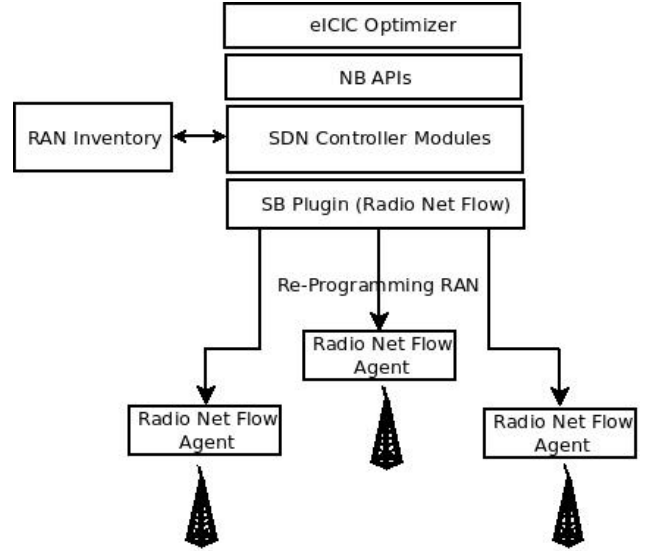 eICIC Optimizer
NB APIs
RAN Inventory
SDN Controller Modules
SB Plugin (Radio Net Flow)
Re-Programming RAN
Radio Net Flow
Agent
Radio Net Flow
Agent
Radio Net Flow
Agent